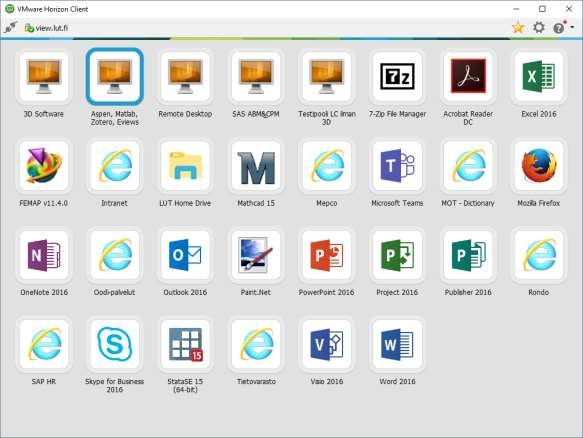 VMware Horizon Client
view.lut.fi
3D Software
Aspen, Matlab,
Zotero, Eviews
Remote Desktop
SAS ABM&CPM
Testipooli LC ilman
3D
7z
7-Zip File Manager
Acrobat Reader
DC
Excel 2016
FEMAP v11.4.0
Intranet
LUT Home Drive
Mathcad 15
Mepco
Microsoft Teams
MOT - Dictionary
Mozilla Firefox
OneNote 2016
Oodi-palvelut
Outlook 2016
Paint.Net
PowerPoint 2016
Project 2016
Publisher 2016
Rondo
15
SAP HR
Skype for Business
2016
StataSE 15
(64-bit)
Tietovarasto
Visio 2016
Word 2016